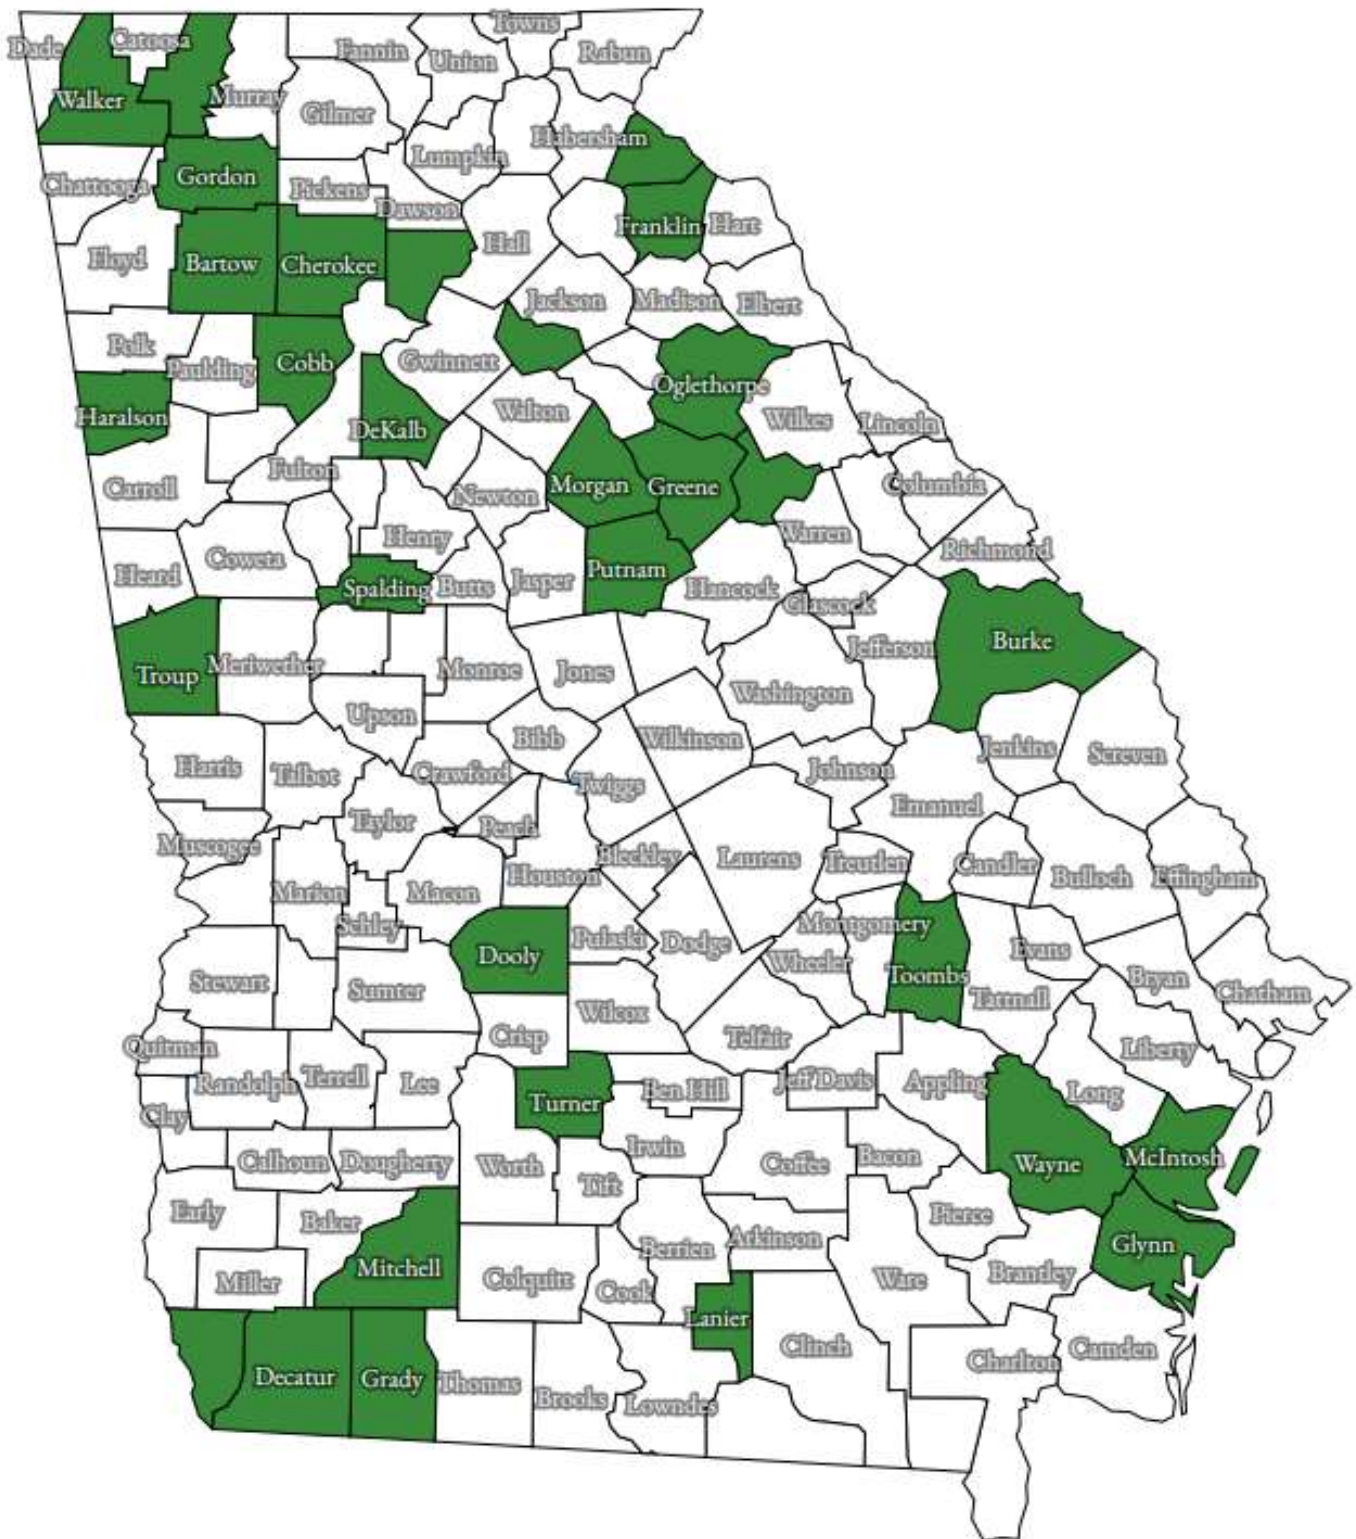 Towns
Dade
Catoosa
Fannin
Union
Rabun
Walker
Murray
Gilmer
Habersham
Lumpkin
Gordon
Chattooga
Pickens
Dawson
Franklin
Hart
Hall
Floyd
Bartow
Cherokee
Jackson
Madison
Elbert
Polk
Paulding
Cobb
Gwinnett
Oglethorpe
Haralson
DeKalb
Walton
Wilkes
Lincoln
Fulton
Carroll
Newton
Morgan
Greene
Columbia
Henry
Warren
Richmond
Coweta
Heard
Spalding
Butts
Jasper
Putnam
Hancock
Glascock
Burke
Jefferson
Troup
Meriwether
Monroe
Jones
Washington
Upson
Bibb
Wilkinson
Jenkins
Screven
Harris
Talbot
Crawford
Twiggs
Johnson
Emanuel
Taylor
Peach
Muscogee
Bleckley
Laurens
Treutlen
Candler
Bulloch
Effingham
Marion
Macon
Houston
Schley
Montgomery
Dooly
Pulaski
Dodge
Evans
Wheeler
Toombs
Stewart
Sumter
Tattnall
Bryan
Chatham
Wilcox
Crisp
Telfair
Quitman
Liberty
Randolph
Terrell
Lee
Turner
Ben Hill
Jeff Davis
Appling
Long
Clay
Irwin
Calhoun
Dougherty
Worth
Coffee
Bacon
Wayne
McIntosh
Tift
Early
Baker
Pierce
Berrien
Atkinson
Glynn
Mitchell
Miller
Colquitt
Cook
Ware
Brantley
Lanier
Clinch
Charlton
Camden
Decatur
Grady
Thomas
Brooks
Lowndes